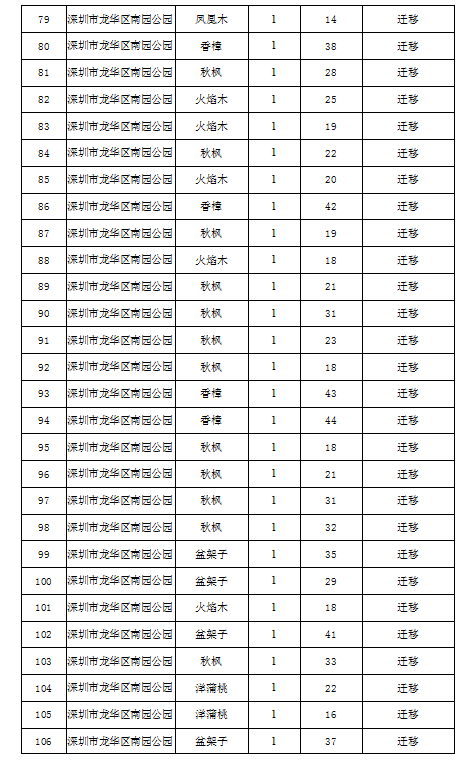 79 深圳市龙华区南园公园 凤凰木 1 14 迁移
80 深圳市龙华区南园公园 香樟 1 38 迁移
81 深圳市龙华区南园公园 秋枫 1 28 迁移
82 深圳市龙华区南园公园 火焰木 1 25 迁移
83 深圳市龙华区南园公园 火焰木 1 19 迁移
84 深圳市龙华区南园公园 秋枫 1 22 迁移
85 深圳市龙华区南园公园 火焰木 1 20 迁移
86 深圳市龙华区南园公园 香樟 1 42 迁移
87 深圳市龙华区南园公园 秋枫 1 19 迁移
88 深圳市龙华区南园公园 火焰木 1 18 迁移
89 深圳市龙华区南园公园 秋枫 1 21 迁移
90 深圳市龙华区南园公园 秋枫 1 31 迁移
91 深圳市龙华区南园公园 秋枫 1 23 迁移
92 深圳市龙华区南园公园 秋枫 1 18 迁移
93 深圳市龙华区南园公园 香樟 1 43 迁移
94 深圳市龙华区南园公园 香樟 1 44 迁移
95 深圳市龙华区南园公园 秋枫 1 18 迁移
96 深圳市龙华区南园公园 秋枫 1 21 迁移
97 深圳市龙华区南园公园 秋枫 1 31 迁移
98 深圳市龙华区南园公园 秋枫 1 32 迁移
99 深圳市龙华区南园公园 盆架子 1 35 迁移
100 深圳市龙华区南园公园 盆架子 1 29 迁移
101 深圳市龙华区南园公园 火焰木 1 18 迁移
102 深圳市龙华区南园公园 盆架子 1 41 迁移
103 深圳市龙华区南园公园 秋枫 1 33 迁移
104 深圳市龙华区南园公园 洋蒲桃 1 22 迁移
105 深圳市龙华区南园公园 洋蒲桃 1 16 迁移
106 深圳市龙华区南园公园 盆架子 1 37 迁移